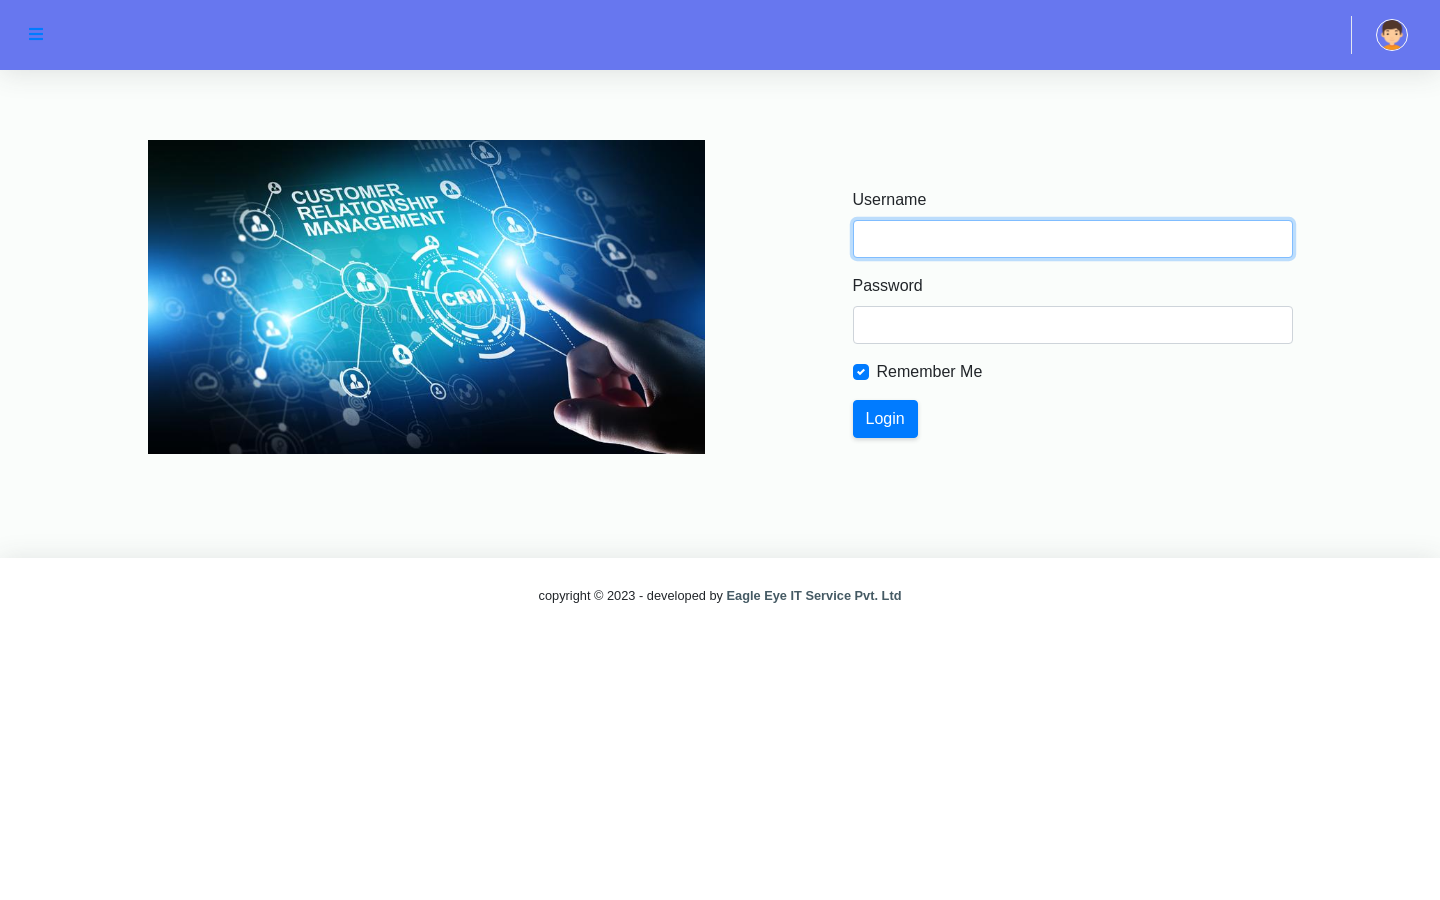 CUSTOMER
RELATIONSHIP
MANAGEMENT
CRM
Username
Password
Remember Me
Login
copyright © 2023 - developed by Eagle Eye IT Service Pvt. Ltd